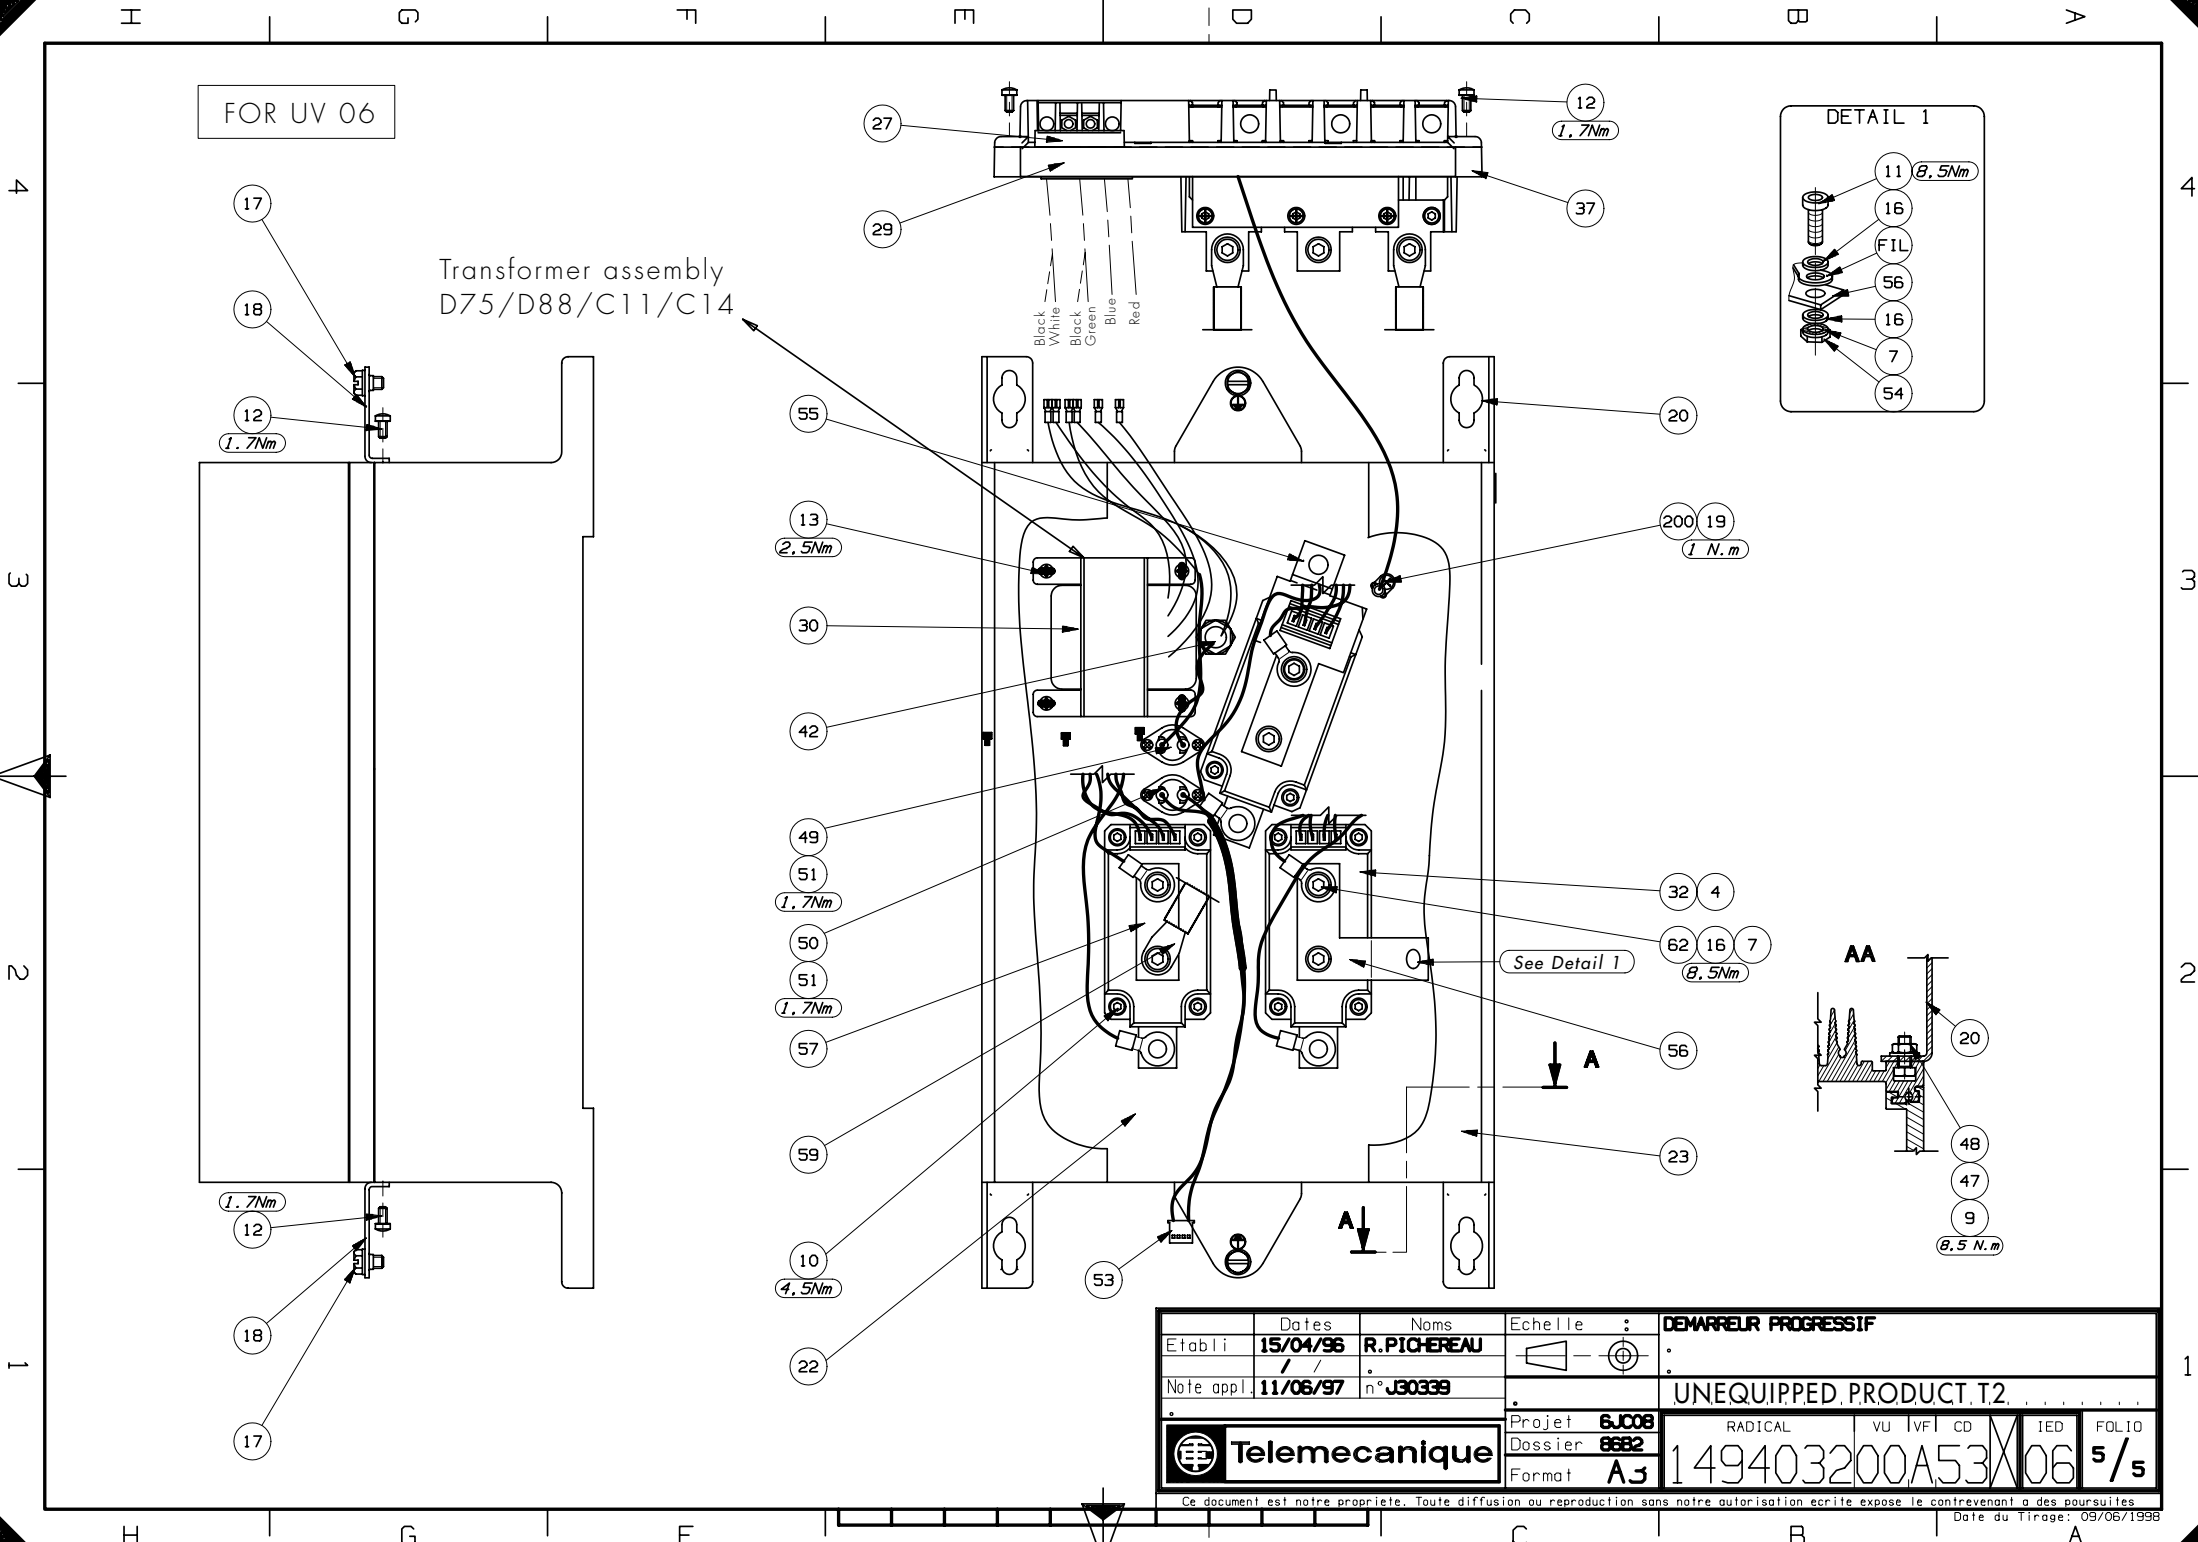 H G F E D C B A
FOR UV 06
4
4
3
3
2
2
1
1
17
18
12
1.7Nm
Transformer assembly
D75/D88/C11/C14
27
29
12
1.7Nm
37
Black
White
Black
Green
Blue
Red
DETAIL 1
11 8.5Nm
16
FIL
56
16
7
54
55
20
13
2.5Nm
200 19
1 N.m
30
42
49
51
1.7Nm
50
51
1.7Nm
32 4
62 16 7
8.5Nm
See Detail 1
57
56
A
59
23
A
10
4.5Nm
53
22
AA
20
48
47
9
8.5 N.m
1.7Nm
12
18
17
Dates Noms Echelle :
Etabli 15/04/96 R.PICHEREAU
/ / .
Note appl. 11/06/97 n° J30339
DEMARREUR PROGRESSIF
:
UNEQUIPPED PRODUCT T2
Telemecanique
Projet 6JC08
Dossier 86B2
Format A3
RADICAL VU VF CD IED FOLIO
149403200A53X 06 5/5
Ce document est notre propriete. Toute diffusion ou reproduction sans notre autorisation ecrite expose le contrevenant a des poursuites
Date du Tirage: 09/06/1998
H G F C B A